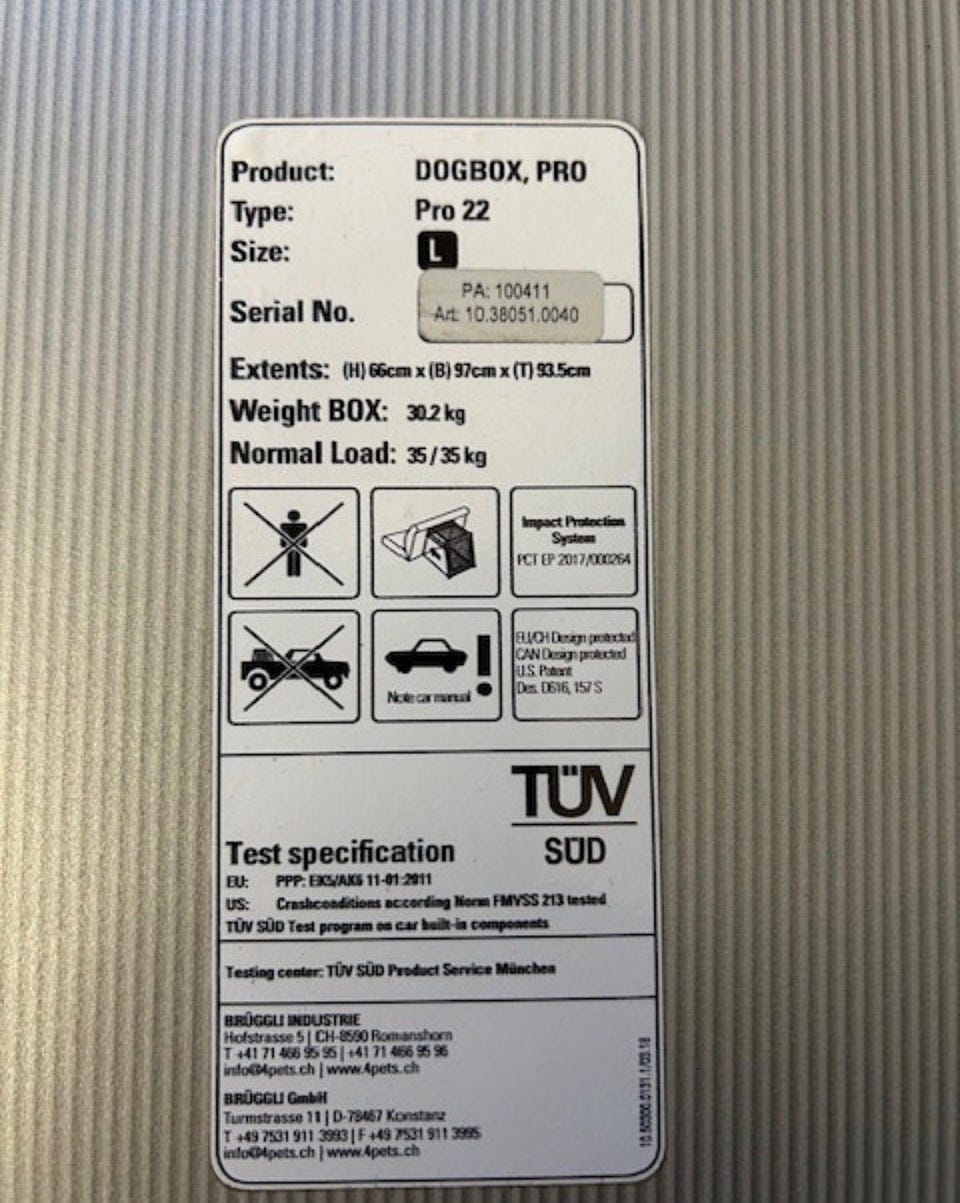 Product: DOGBOX, PRO
Type: Pro 22
Size: L
Serial No. PA: 100411
Art: 10.38051.0040
Extents: (H) 66cm x (B) 97cm x (T) 93.5cm
Weight BOX: 30.2 kg
Normal Load: 35 / 35 kg
Impact Protection
System
PCT EP 2017/000264
Note car manual
EU/CH Design protected
CAN Design protected
U.S. Patent
Des. D616, 157 S
TÜV
SÜD
Test specification
EU: PPP: EK5/AK6 11-01:2011
US: Crashconditions according Norm FMVSS 213 tested
TÜV SÜD Test program on car built-in components
Testing center: TÜV SÜD Product Service München
BRÜGGLI INDUSTRIE
Hofstrasse 5 | CH-8590 Romanshorn
T +41 71 466 95 95 | +41 71 466 95 96
info@4pets.ch | www.4pets.ch
BRÜGGLI GmbH
Turmstrasse 11 | D-78467 Konstanz
T +49 7531 911 3993 | F +49 7531 911 3995
info@4pets.ch | www.4pets.ch
10.50300.0131.1/03.18